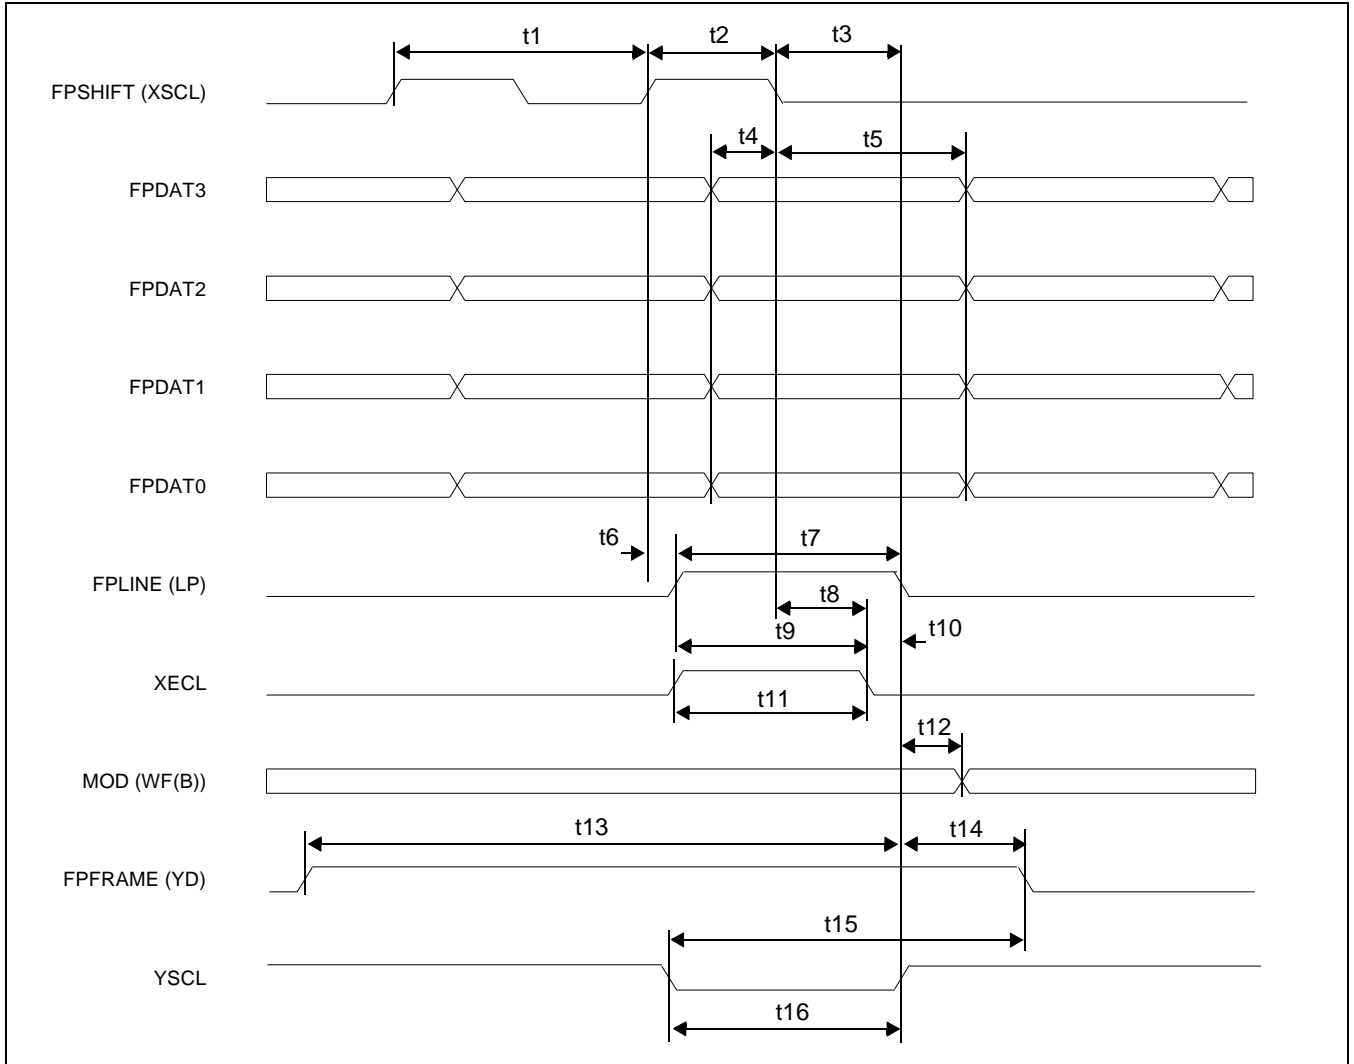 t1 t2 t3
FPSHIFT (XSCL)
t4 t5
FPDAT3
FPDAT2
FPDAT1
FPDAT0
t6 t7
FPLINE (LP)
t8
t9 t10
XECL
t11
t12
MOD (WF(B))
t13 t14
FPFRAME (YD)
t15
YSCL
t16